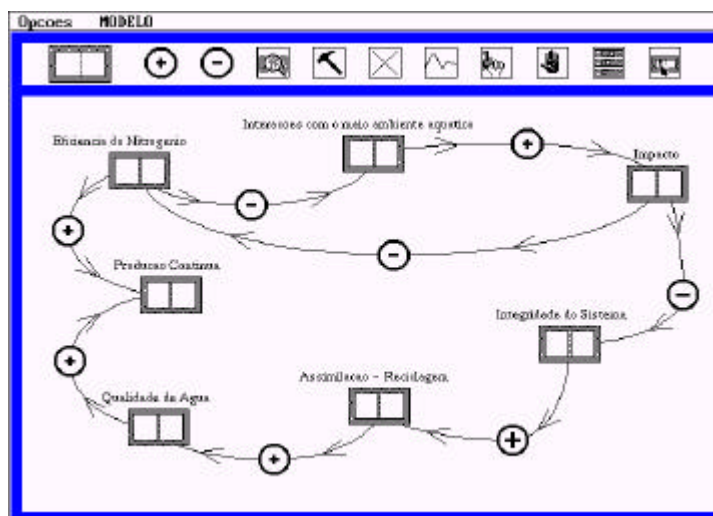 Opcoes MODELO
Interacoes com o meio ambiente aquatico
Eficiencia do Nitrogenio
Impacto
Producao Continua
Integridade do Sistema
Assimilacao - Reciclagem
Qualidade da Agua